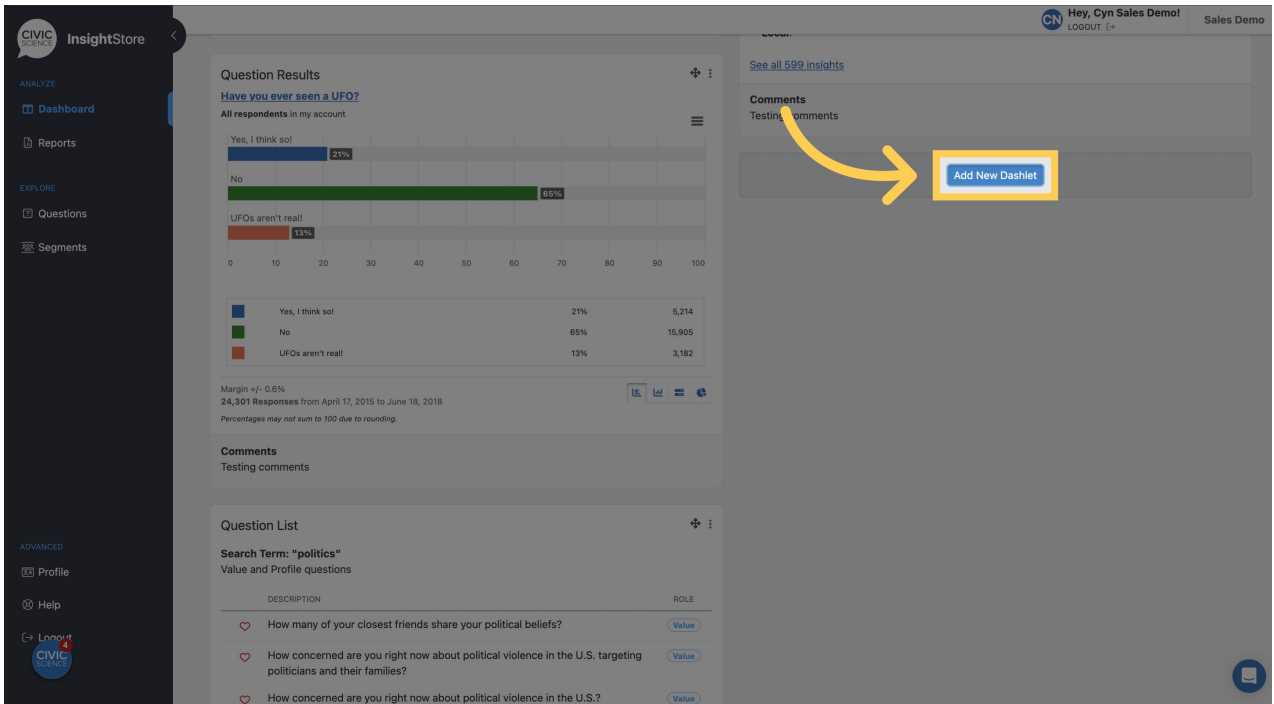 CIVIC
SCIENCE
InsightStore
ANALYZE
Dashboard
Reports
EXPLORE
Questions
Segments
ADVANCED
Profile
Help
Logout
4
CIVIC
SCIENCE
CN
Hey, Cyn Sales Demo!
LOGOUT
Sales Demo
Question Results
Have you ever seen a UFO?
All respondents in my account
Yes, I think so!
21%
No
65%
UFOs aren't real!
13%
0 10 20 30 40 50 60 70 80 90 100
Yes, I think so! 21% 5,214
No 65% 15,905
UFOs aren't real! 13% 3,182
Margin +/- 0.6%
24,301 Responses from April 17, 2015 to June 18, 2018
Percentages may not sum to 100 due to rounding.
Comments
Testing comments
Question List
Search Term: "politics"
Value and Profile questions
DESCRIPTION ROLE
How many of your closest friends share your political beliefs? Value
How concerned are you right now about political violence in the U.S. targeting Value
politicians and their families?
How concerned are you right now about political violence in the U.S.? Value
See all 599 insights
Comments
Testing comments
Add New Dashlet